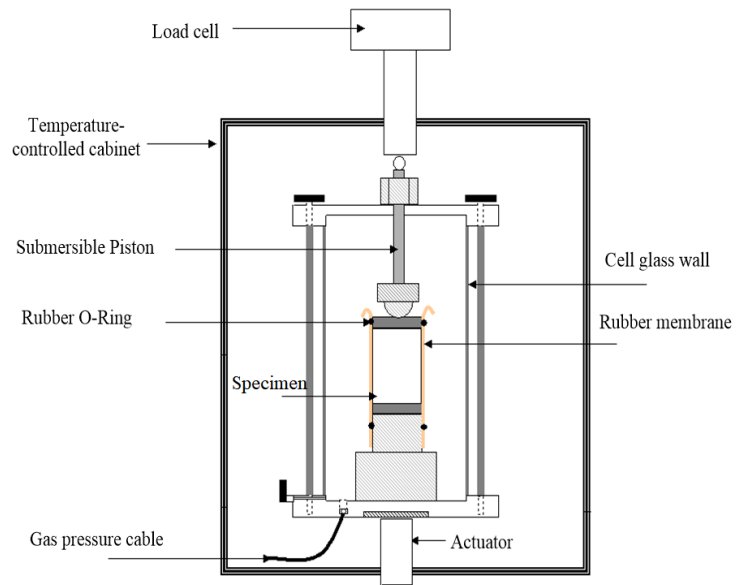 Load cell
Temperature-
controlled cabinet
Submersible Piston
Cell glass wall
Rubber O-Ring
Rubber membrane
Specimen
Gas pressure cable
Actuator